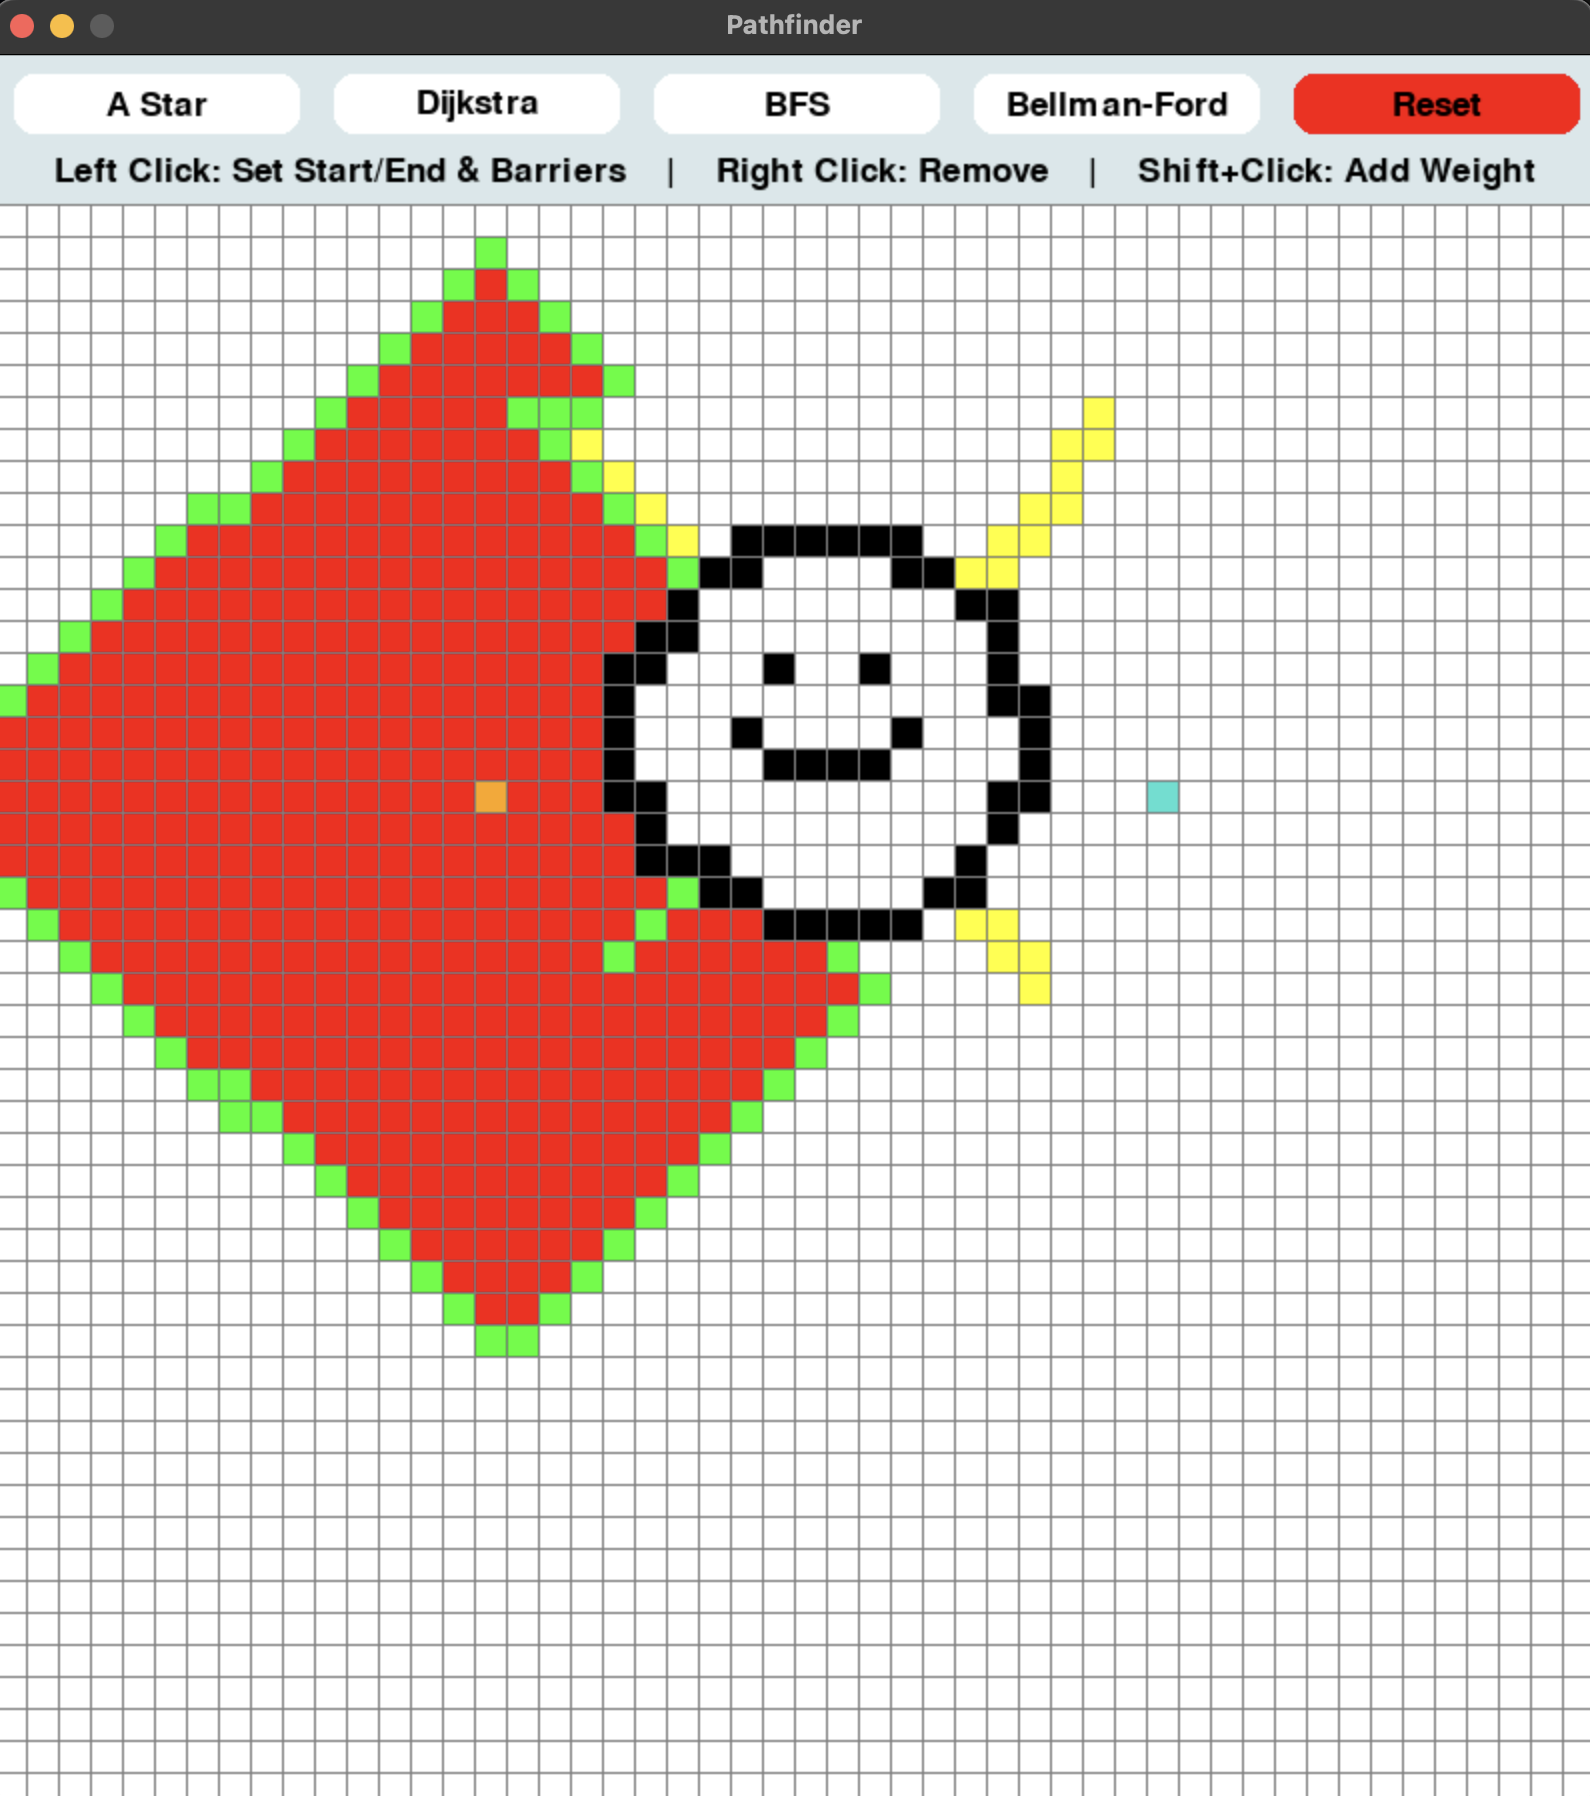 Pathfinder
A Star Dijkstra BFS Bellman-Ford Reset
Left Click: Set Start/End & Barriers | Right Click: Remove | Shift+Click: Add Weight